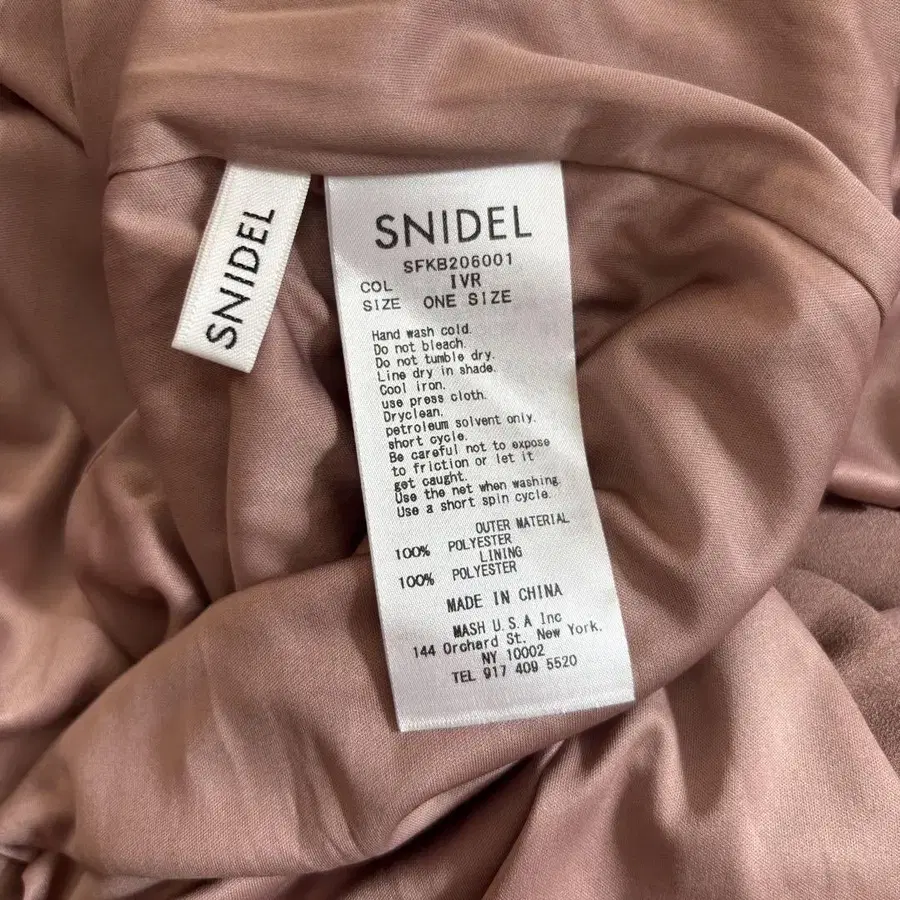 SNIDEL
SNIDEL
SFKB206001
COL IVR
SIZE ONE SIZE
Hand wash cold.
Do not bleach.
Do not tumble dry.
Line dry in shade.
Cool iron.
use press cloth.
Dryclean.
petroleum solvent only.
short cycle.
Be careful not to expose
to friction or let it
get caught.
Use the net when washing.
Use a short spin cycle.
OUTER MATERIAL
100% POLYESTER
LINING
100% POLYESTER
MADE IN CHINA
MASH U.S.A Inc
144 Orchard St. New York.
NY 10002
TEL 917 409 5520